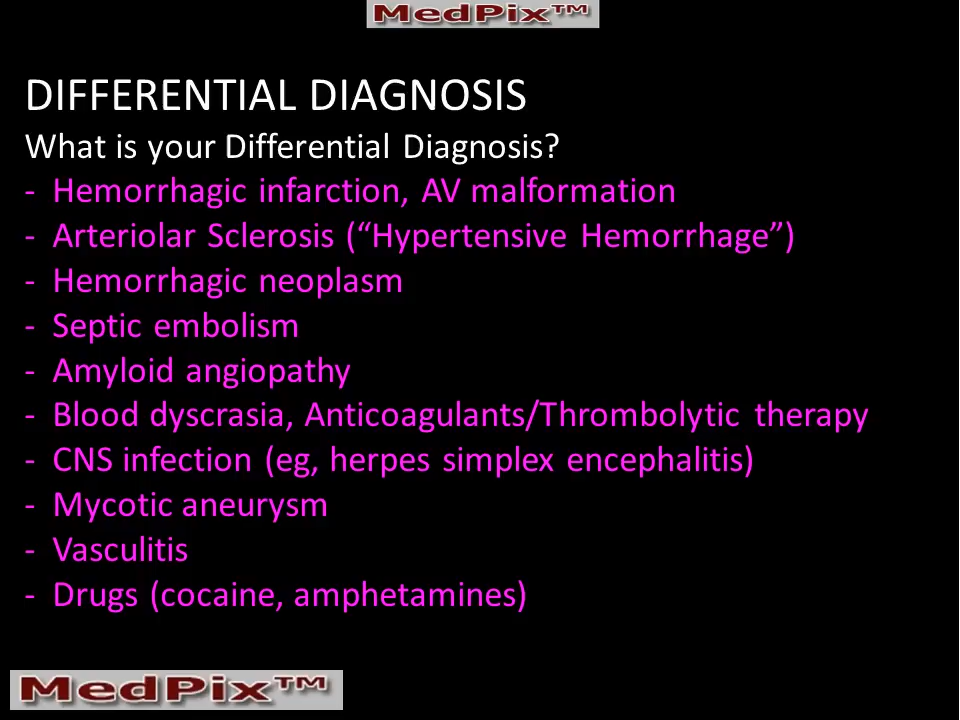 MedPix™
DIFFERENTIAL DIAGNOSIS
What is your Differential Diagnosis?
- Hemorrhagic infarction, AV malformation
- Arteriolar Sclerosis (“Hypertensive Hemorrhage”)
- Hemorrhagic neoplasm
- Septic embolism
- Amyloid angiopathy
- Blood dyscrasia, Anticoagulants/Thrombolytic therapy
- CNS infection (eg, herpes simplex encephalitis)
- Mycotic aneurysm
- Vasculitis
- Drugs (cocaine, amphetamines)
MedPix™